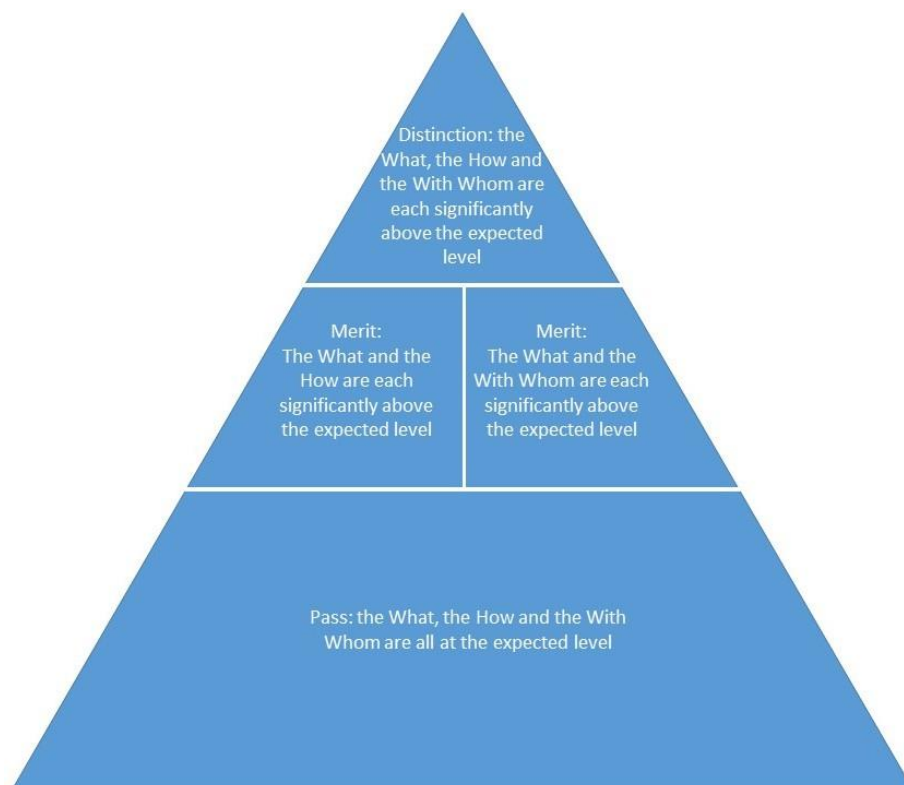 Distinction: the
What, the How and
the With Whom are
each significantly
above the expected
level
Merit:
The What and the
How are each
significantly above
the expected level
Merit:
The What and the
With Whom are each
significantly above
the expected level
Pass: the What, the How and the With
Whom are all at the expected level